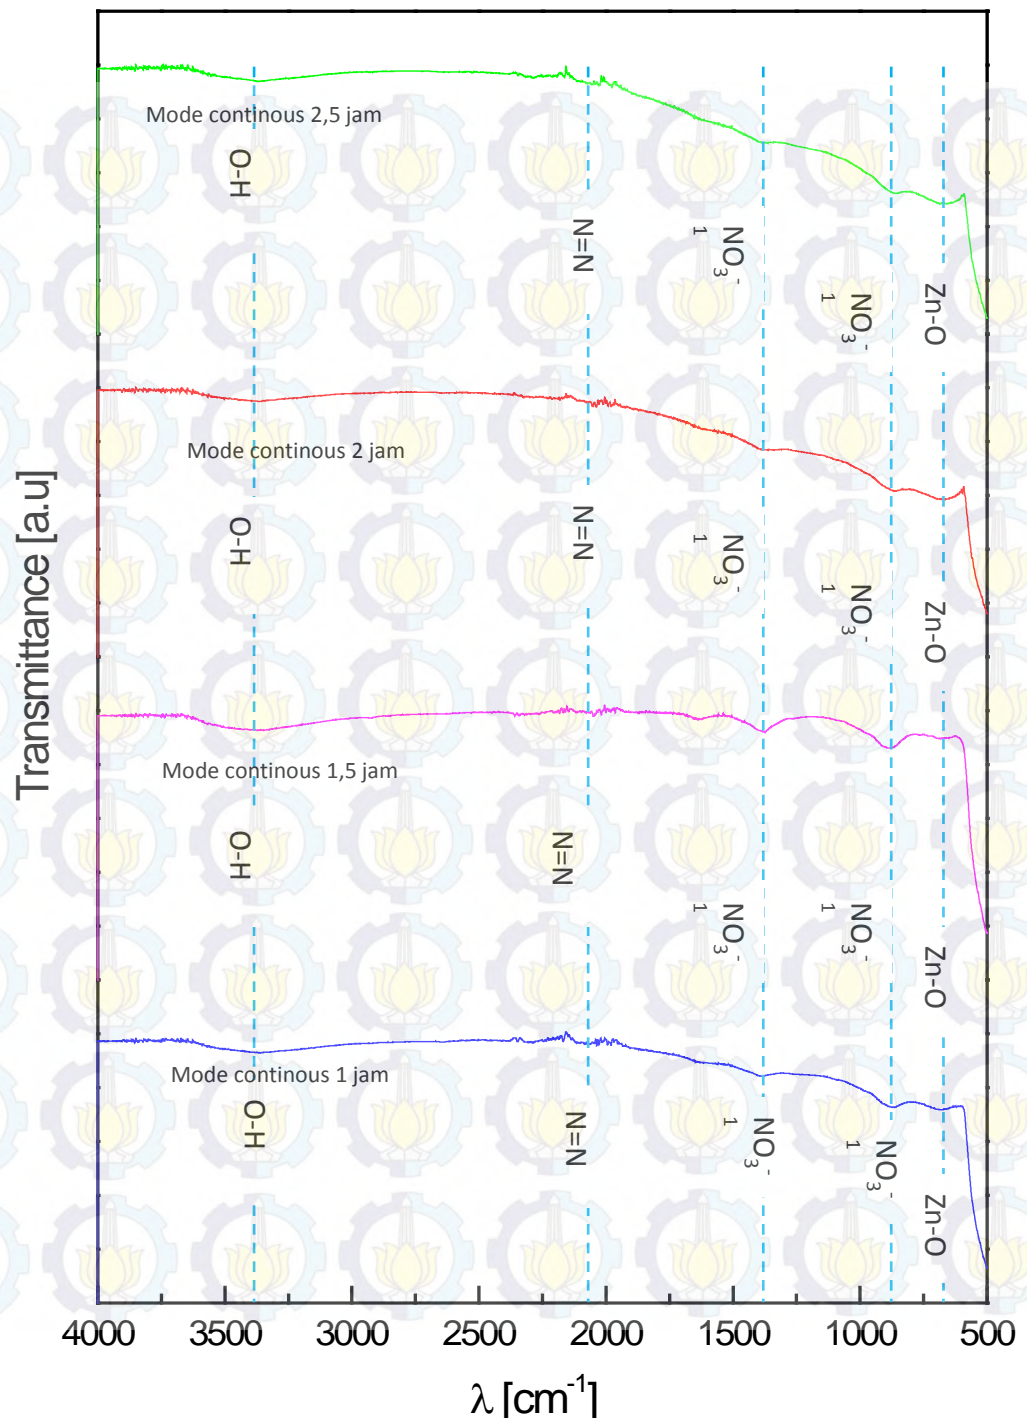 Transmittance [a.u]
Mode continous 2,5 jam
O-H
N=N
NO3-1
NO3-1
Zn-O
Mode continous 2 jam
O-H
N=N
NO3-1
NO3-1
Zn-O
Mode continous 1,5 jam
O-H
N=N
NO3-1
NO3-1
Zn-O
Mode continous 1 jam
O-H
N=N
NO3-1
NO3-1
Zn-O
4000 3500 3000 2500 2000 1500 1000 500
λ [cm-1]